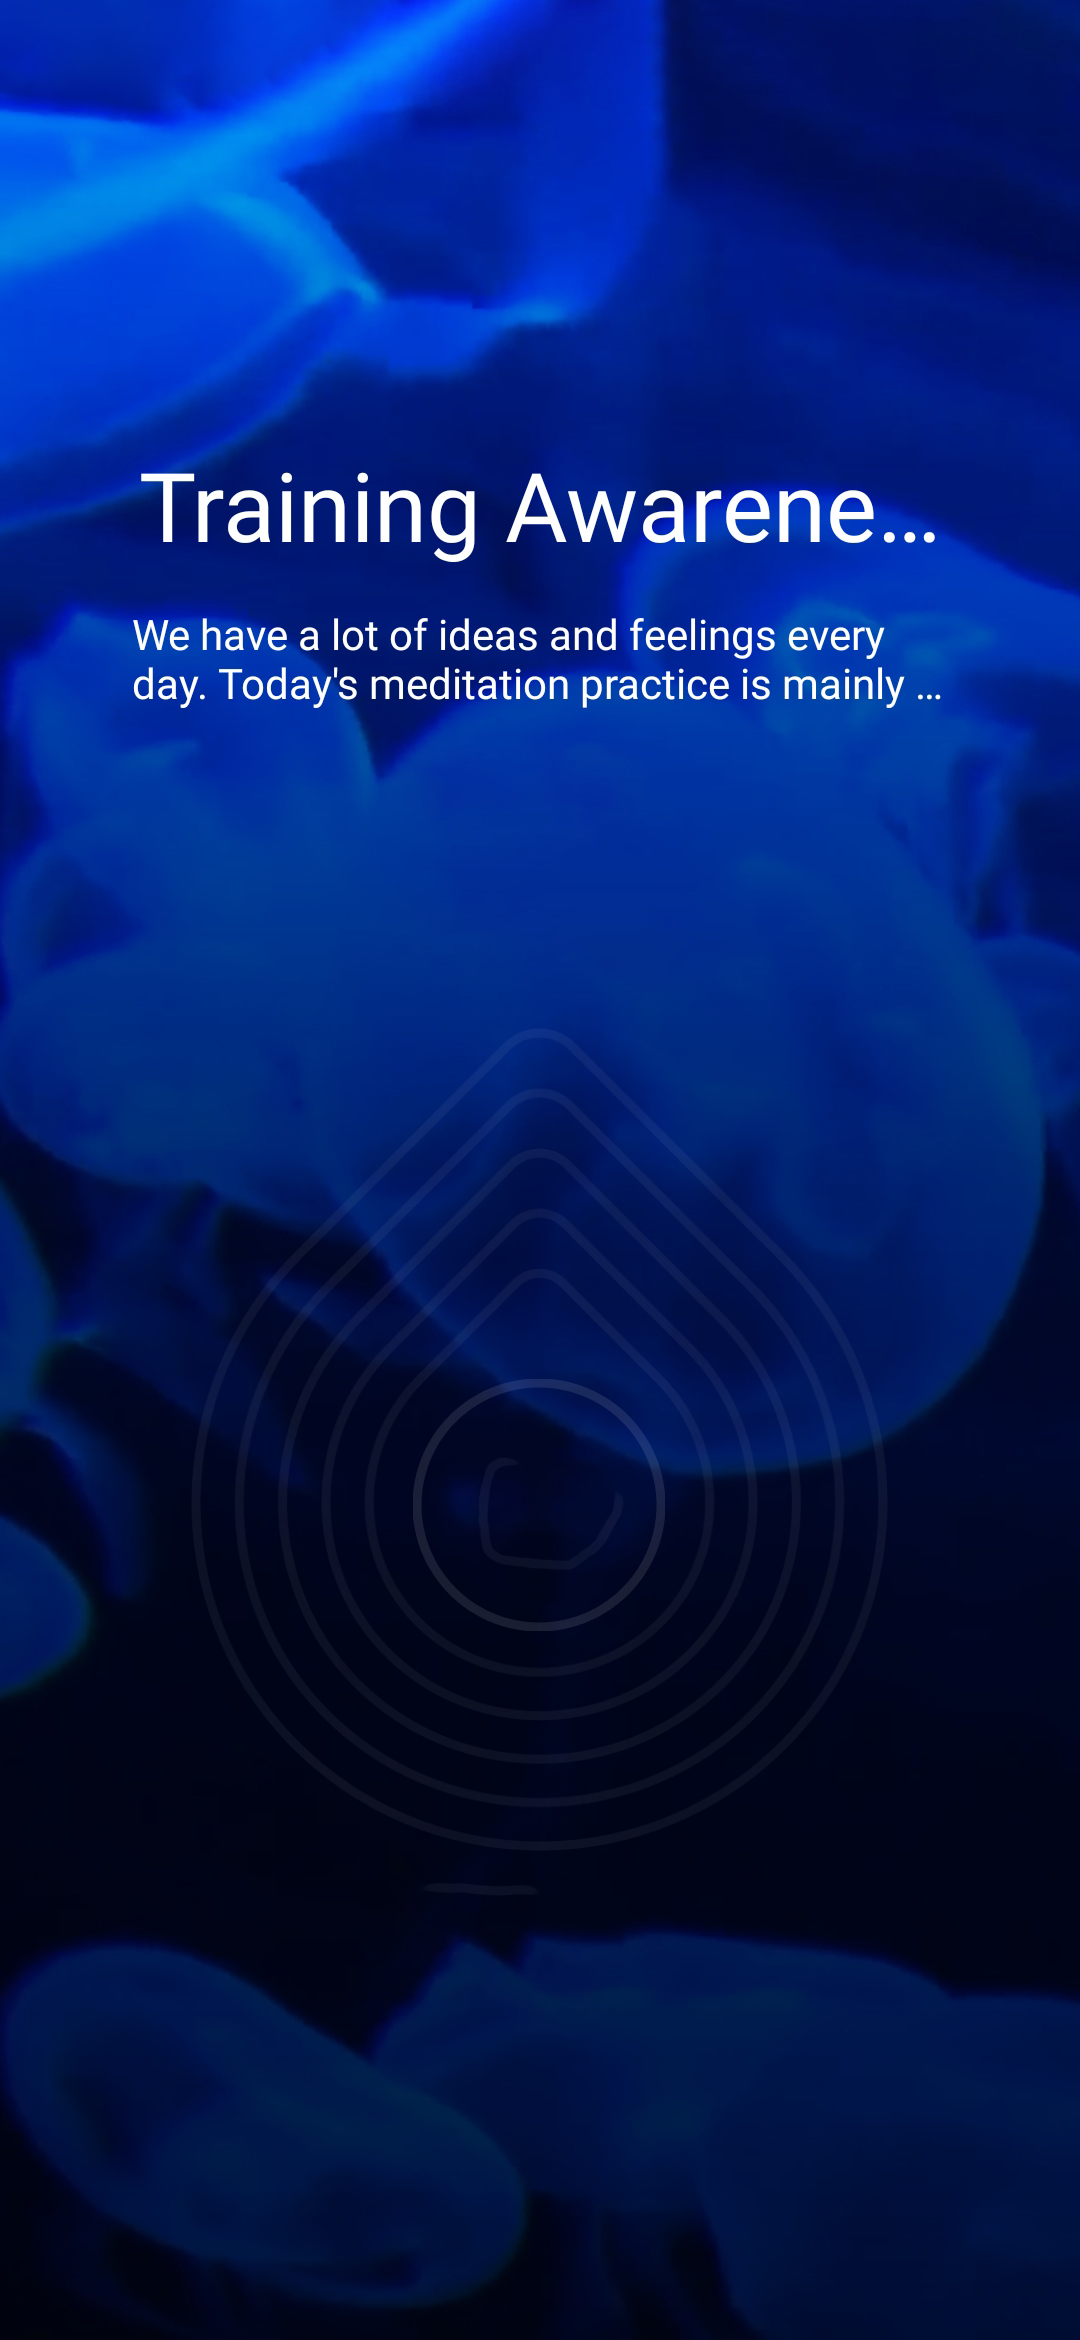 Training Awarene...
We have a lot of ideas and feelings every
day. Today's meditation practice is mainly ...